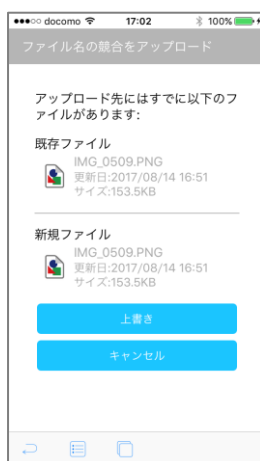 docomo 17:02 100%
ファイル名の競合をアップロード
アップロード先にはすでに以下のフ
ァイルがあります:
既存ファイル
IMG_0509.PNG
更新日:2017/08/14 16:51
サイズ:153.5KB
新規ファイル
IMG_0509.PNG
更新日:2017/08/14 16:51
サイズ:153.5KB
上書き
キャンセル